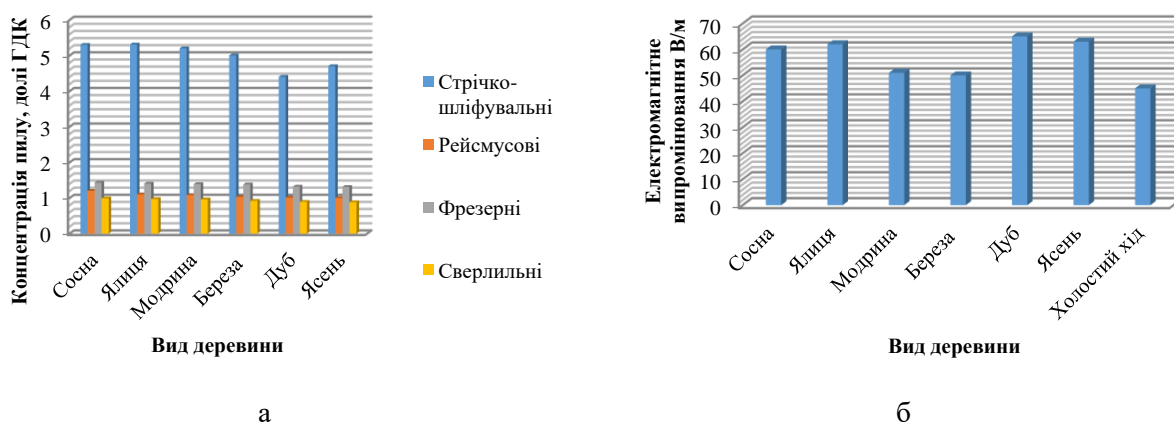 Концентрація пилу, долі ГДК
6
5
4
3
2
1
0
Сосна
Ялиця
Модрина
Береза
Дуб
Ясень
Вид деревини
Стрічко-
шліфувальні
Рейсмусові
Фрезерні
Сверлильні
а
Електромагнітне
випромінювання В/м
70
60
50
40
30
20
10
0
Сосна
Ялиця
Модрина
Береза
Дуб
Ясень
Холостий хід
Вид деревини
б